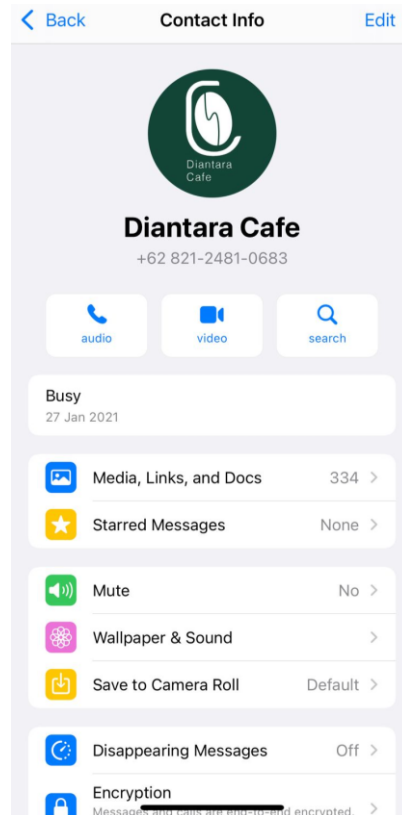 Back Contact Info Edit
Diantara
Cafe
Diantara Cafe
+62 821-2481-0683
audio video search
Busy
27 Jan 2021
Media, Links, and Docs 334
Starred Messages None
Mute No
Wallpaper & Sound
Save to Camera Roll Default
Disappearing Messages Off
Encryption
Messages and calls are end-to-end encrypted.